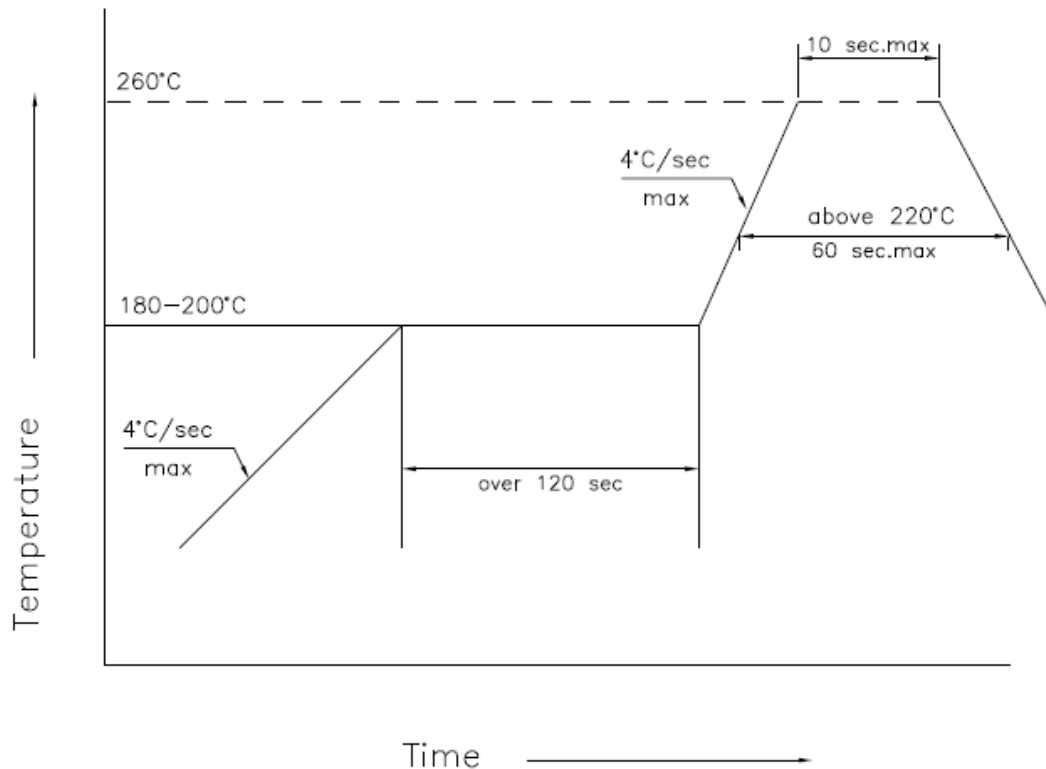 10 sec.max
260°C
4°C/sec
max
above 220°C
60 sec.max
180-200°C
4°C/sec
max
over 120 sec
Temperature
Time